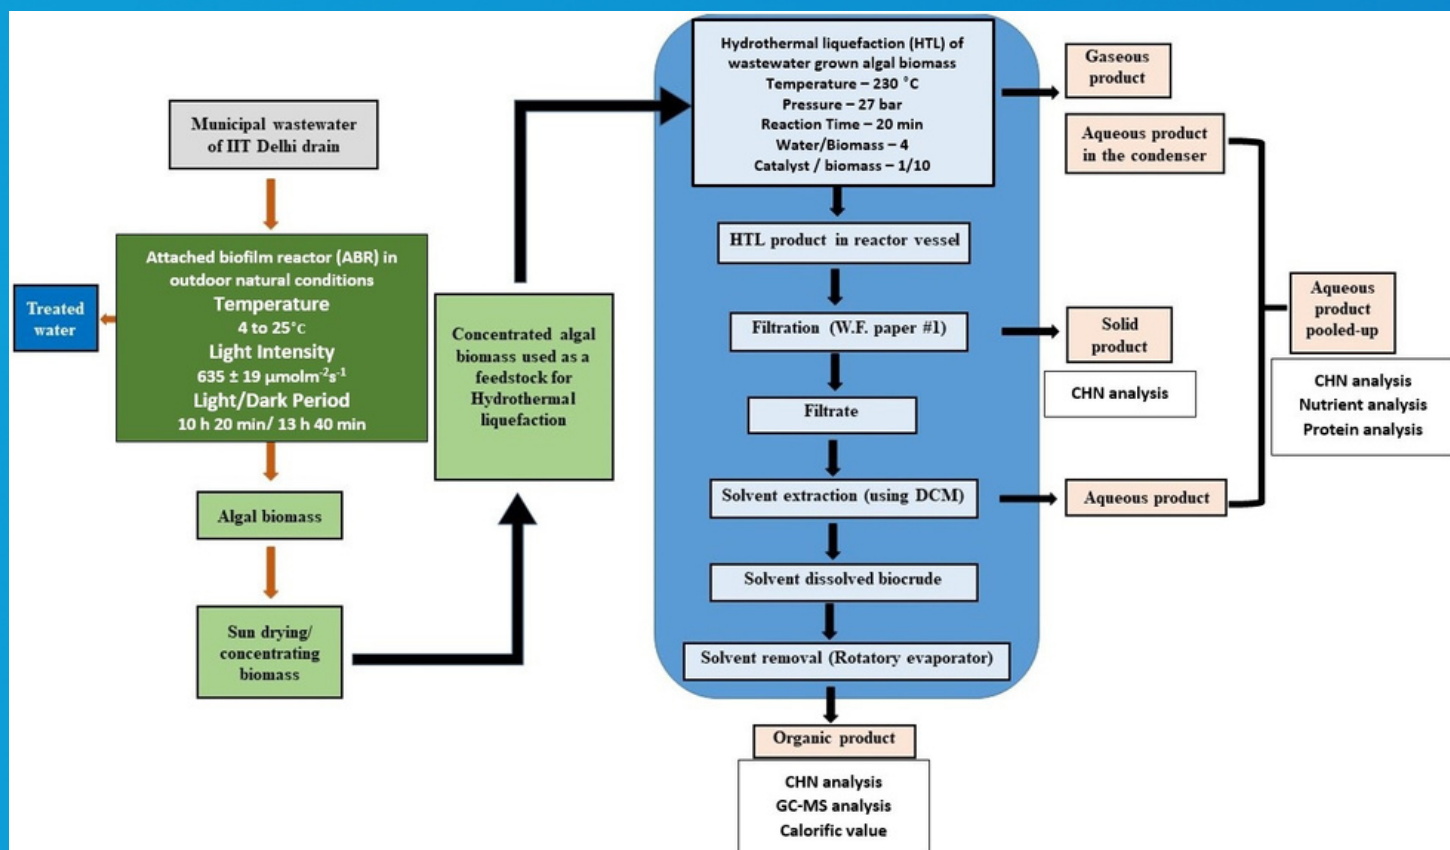 Municipal wastewater
of IIT Delhi drain
Attached biofilm reactor (ABR) in
outdoor natural conditions
Temperature
4 to 25°C
Light Intensity
635 ± 19 µmolm⁻²s⁻¹
Light/Dark Period
10 h 20 min/ 13 h 40 min
Treated
water
Algal biomass
Sun drying/
concentrating
biomass
Concentrated algal
biomass used as a
feedstock for
Hydrothermal
liquefaction
Hydrothermal liquefaction (HTL) of
wastewater grown algal biomass
Temperature – 230 °C
Pressure – 27 bar
Reaction Time – 20 min
Water/Biomass – 4
Catalyst / biomass – 1/10
HTL product in reactor vessel
Filtration (W.F. paper #1)
Filtrate
Solvent extraction (using DCM)
Solvent dissolved biocrude
Solvent removal (Rotatory evaporator)
Organic product
CHN analysis
GC-MS analysis
Calorific value
Gaseous
product
Aqueous product
in the condenser
Solid
product
CHN analysis
Aqueous product
Aqueous
product
pooled-up
CHN analysis
Nutrient analysis
Protein analysis